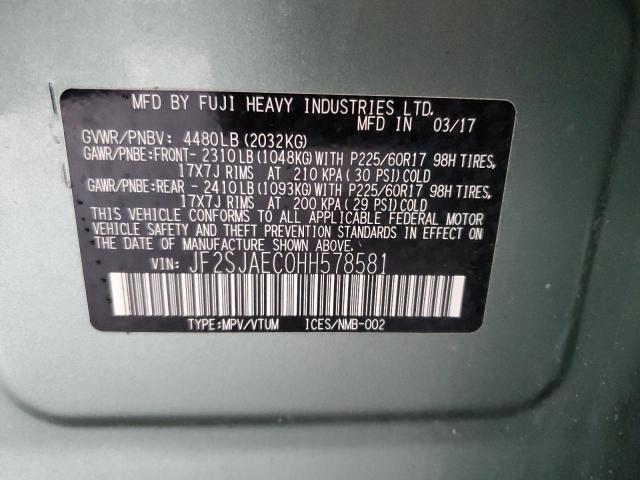 MFD BY FUJI HEAVY INDUSTRIES LTD.
MFD IN 03/17
GVWR/PNBV: 4480LB(2032KG)
GAWR/PNBE:FRONT- 2310LB(1048KG)WITH P225/60R17 98H TIRES,
17X7J RIMS AT 210 KPA( 30 PSI)COLD
GAWR/PNBE:REAR - 2410LB(1093KG)WITH P225/60R17 98H TIRES,
17X7J RIMS AT 200 KPA( 29 PSI)COLD
THIS VEHICLE CONFORMS TO ALL APPLICABLE FEDERAL MOTOR
VEHICLE SAFETY AND THEFT PREVENTION STANDARDS IN EFFECT
ON THE DATE OF MANUFACTURE SHOWN ABOVE.
VIN: JF2SJAEC0HH578581
TYPE:MPV/VTUM ICES/NMB-002